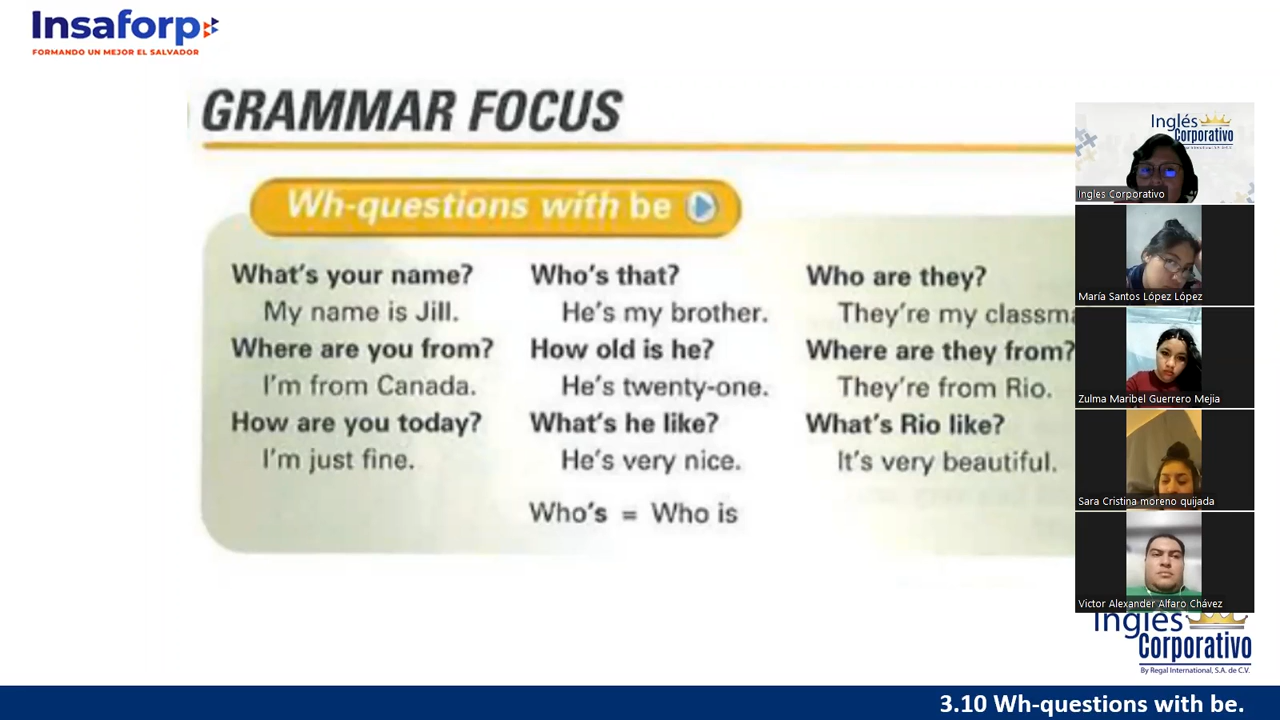 Insaforp
FORMANDO UN MEJOR EL SALVADOR
GRAMMAR FOCUS
Wh-questions with be
What's your name?
My name is Jill.
Where are you from?
I'm from Canada.
How are you today?
I'm just fine.
Who's that?
He's my brother.
How old is he?
He's twenty-one.
What's he like?
He's very nice.
Who's = Who is
Who are they?
They're my classma
Where are they from?
They're from Rio.
What's Rio like?
It's very beautiful.
Inglés
Corporativo
Ingles Corporativo
María Santos López López
Zulma Maribel Guerrero Mejia
Sara Cristina moreno quijada
Victor Alexander Alfaro Chávez
Inglés
Corporativo
By Regal International, S.A. de C.V.
3.10 Wh-questions with be.